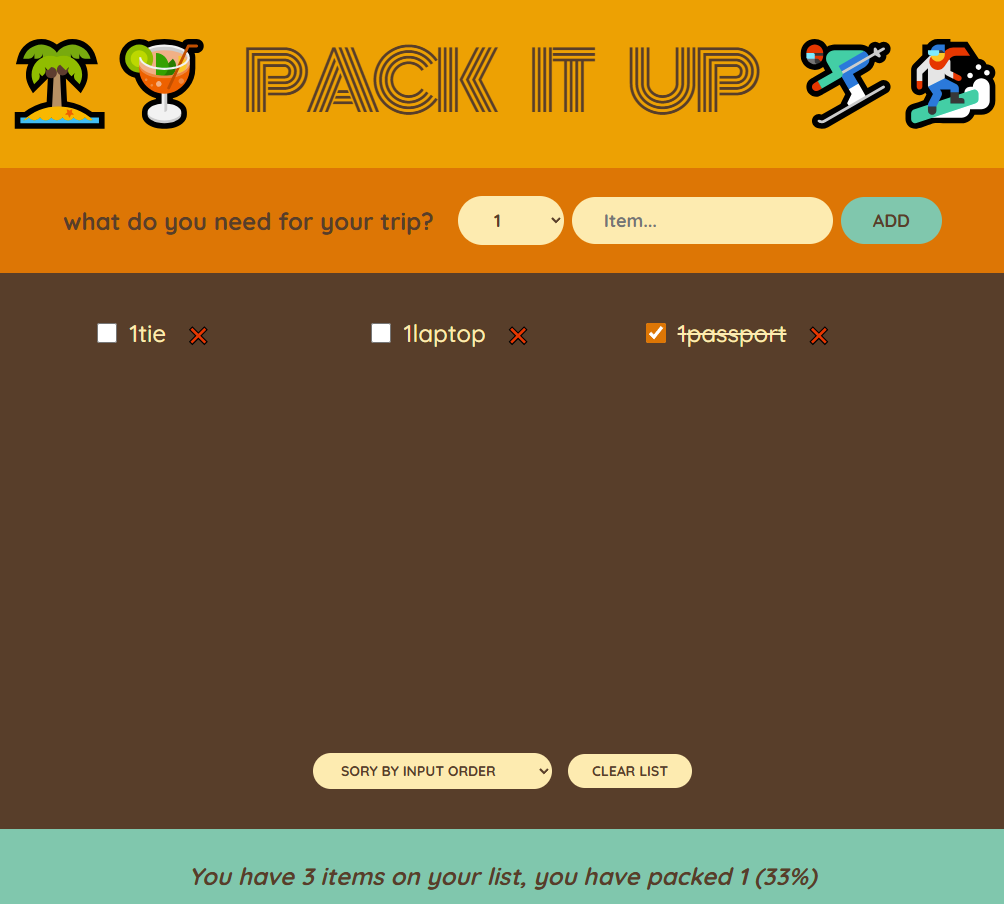 PACK IT UP
what do you need for your trip? 1 Item... ADD
1tie 1laptop 1passport
SORY BY INPUT ORDER CLEAR LIST
You have 3 items on your list, you have packed 1 (33%)